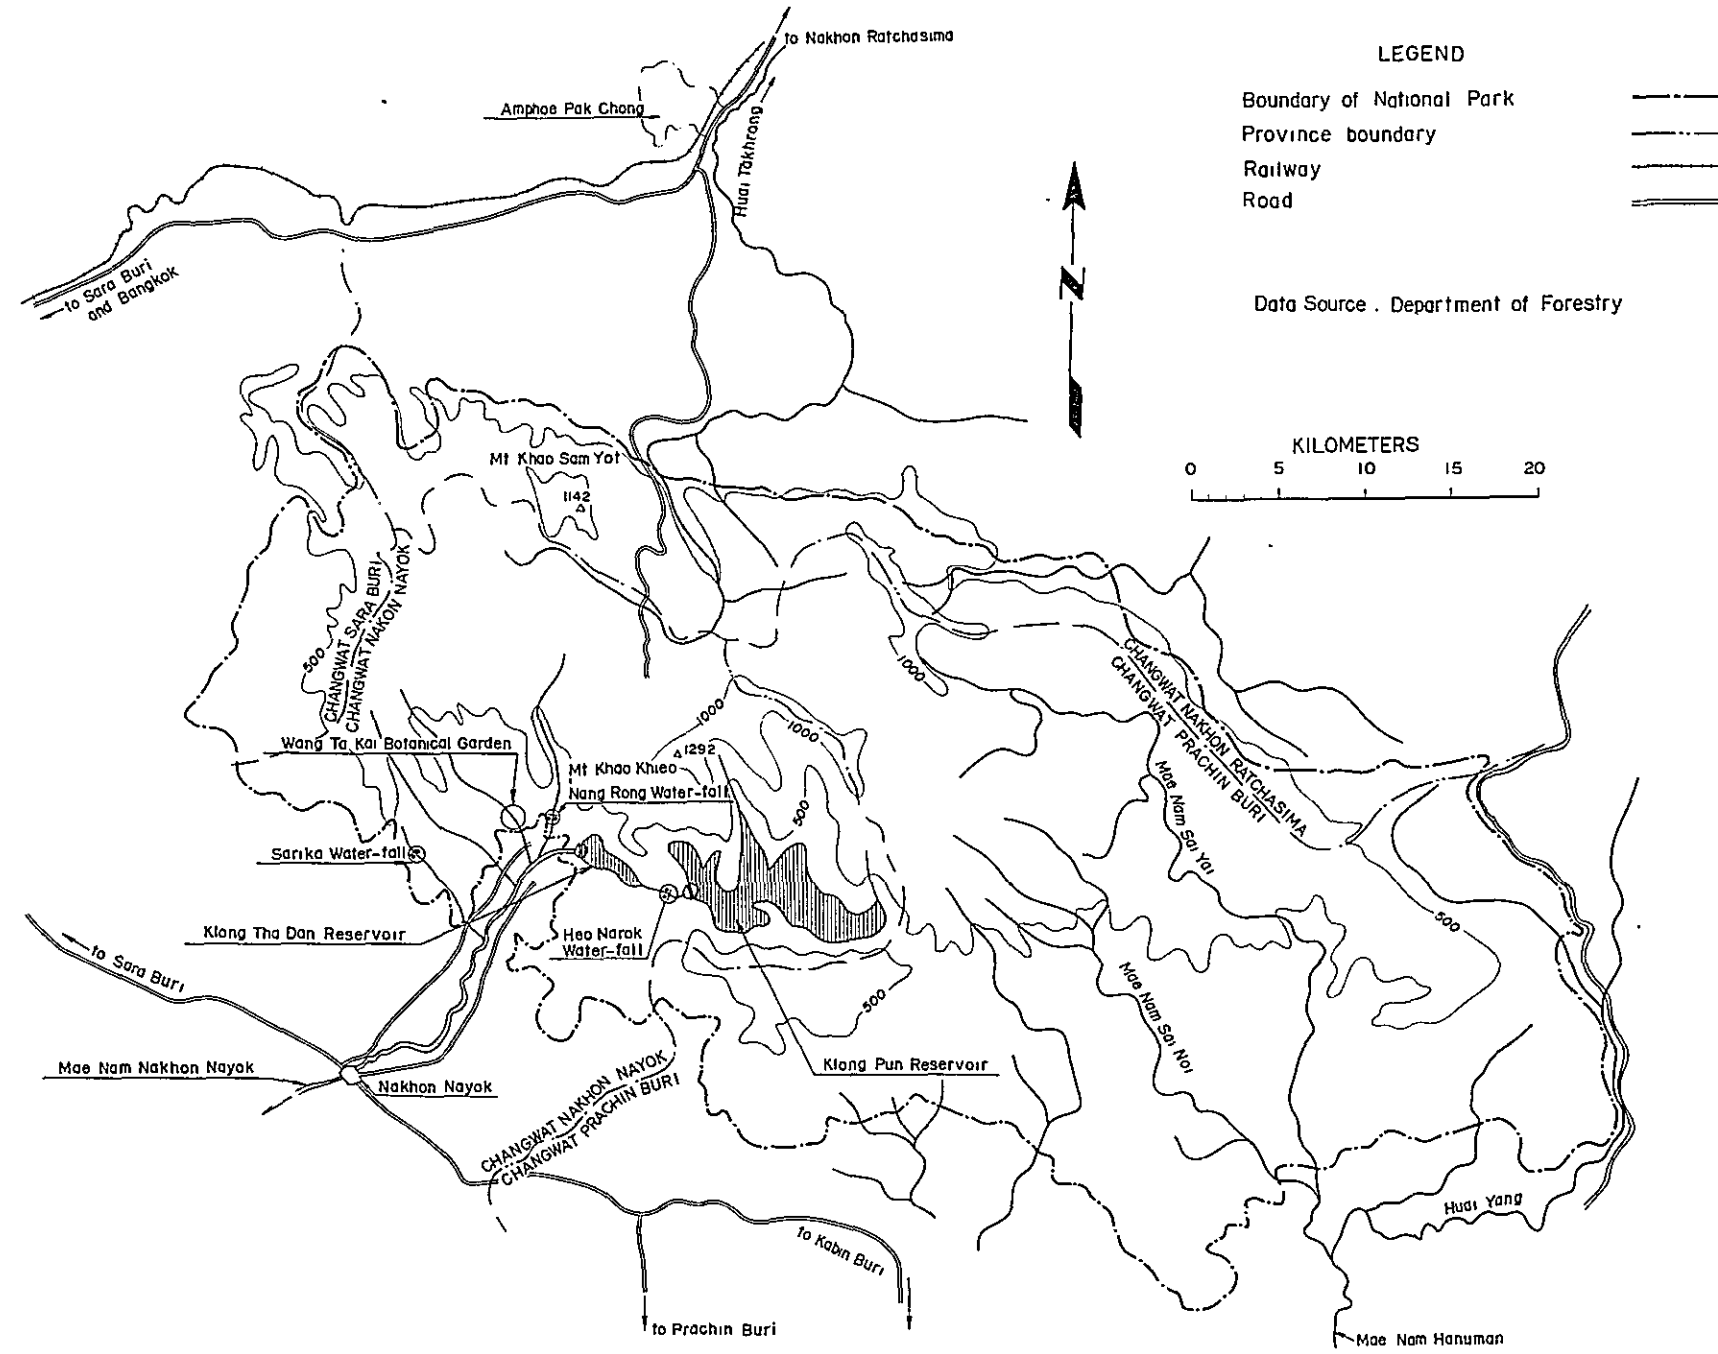 to Nakhon Ratchasima
LEGEND
Amphoe Pak Chong
Boundary of National Park
Province boundary
Railway
Road
Huai Takhrong
N
to Sara Buri
and Bangkok
Data Source . Department of Forestry
KILOMETERS
0 5 10 15 20
Mt Khao Sam Yot
1142
CHANGWAT SARA BURI
CHANGWAT NAKON NAYOK
500
1000
CHANGWAT NAKHON RATCHASIMA
CHANGWAT PRACHIN BURI
1000
1000
Wang Ta Kai Botanical Garden
1292
Mt Khao Khieo
Nang Rong Water-fall
500
Mae Nam Sai Yai
Sarika Water-fall
500
Klong Tha Dan Reservoir
Heo Narok
Water-fall
to Sara Buri
Mae Nam Sai Noi
500
Mae Nam Nakhon Nayok
Nakhon Nayok
Klong Pun Reservoir
CHANGWAT NAKHON NAYOK
CHANGWAT PRACHIN BURI
Huai Yang
to Kabin Buri
to Prachin Buri
Mae Nam Hanuman